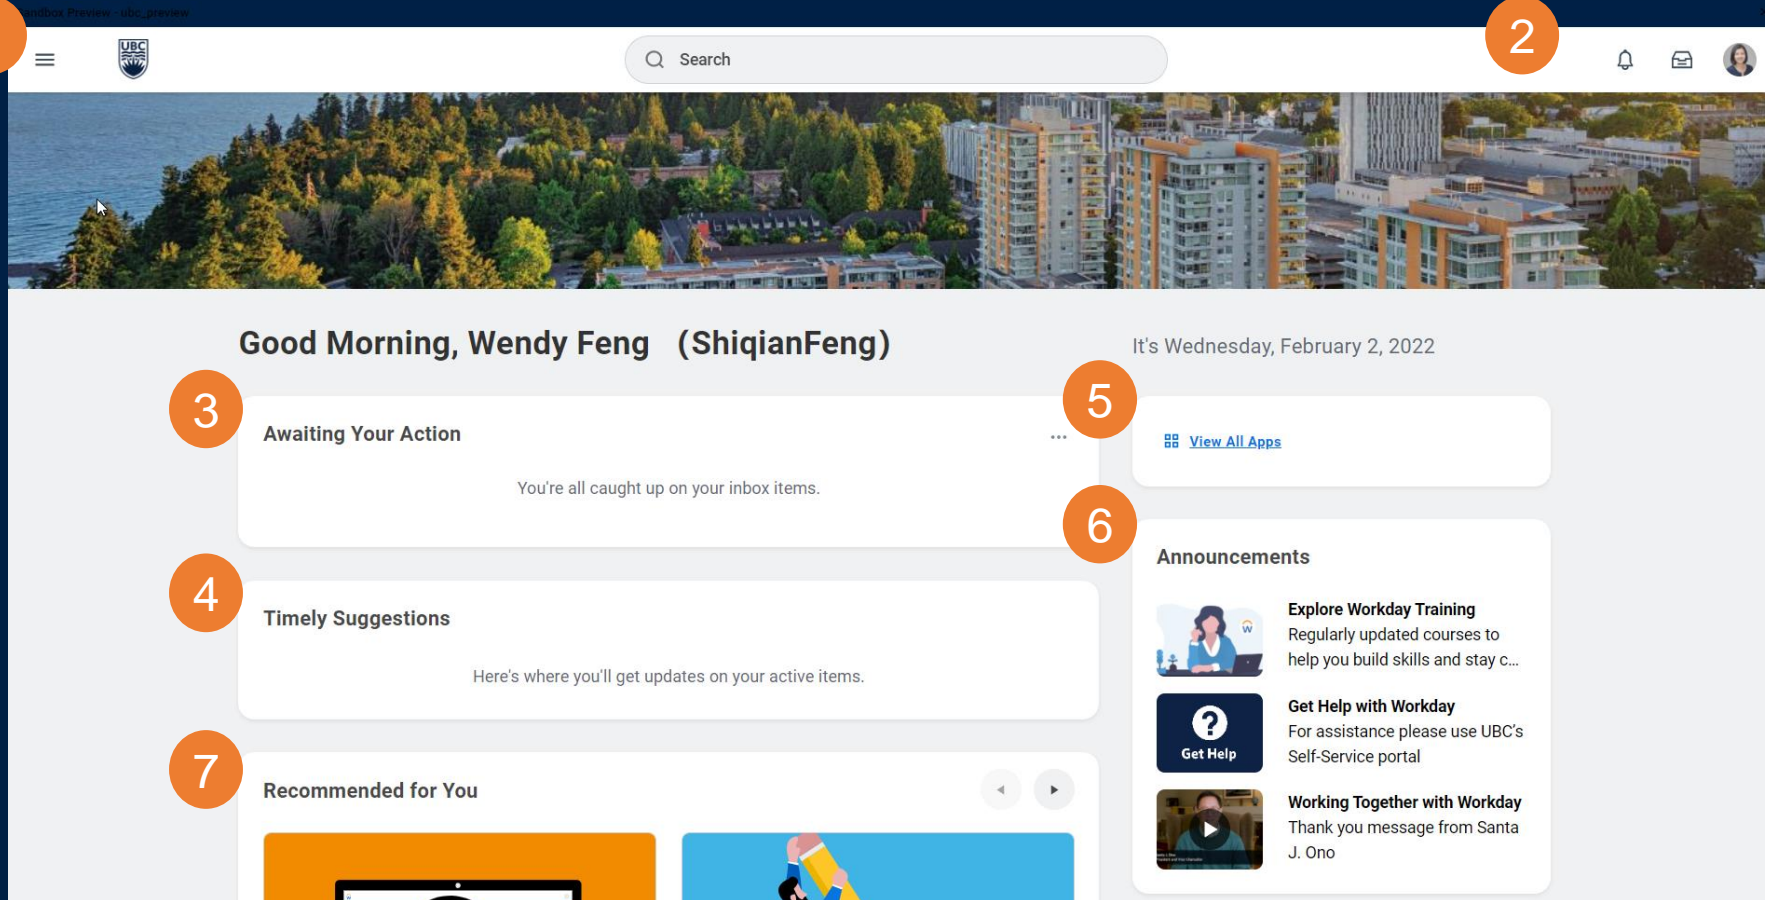 Sandbox Preview - ubc_preview
UBC
Search
2
Good Morning, Wendy Feng （ShiqianFeng）
It's Wednesday, February 2, 2022
3
Awaiting Your Action
You're all caught up on your inbox items.
5
View All Apps
4
Timely Suggestions
Here's where you'll get updates on your active items.
6
Announcements
Explore Workday Training
Regularly updated courses to
help you build skills and stay c...
Get Help
Get Help with Workday
For assistance please use UBC's
Self-Service portal
Working Together with Workday
Thank you message from Santa
J. Ono
7
Recommended for You